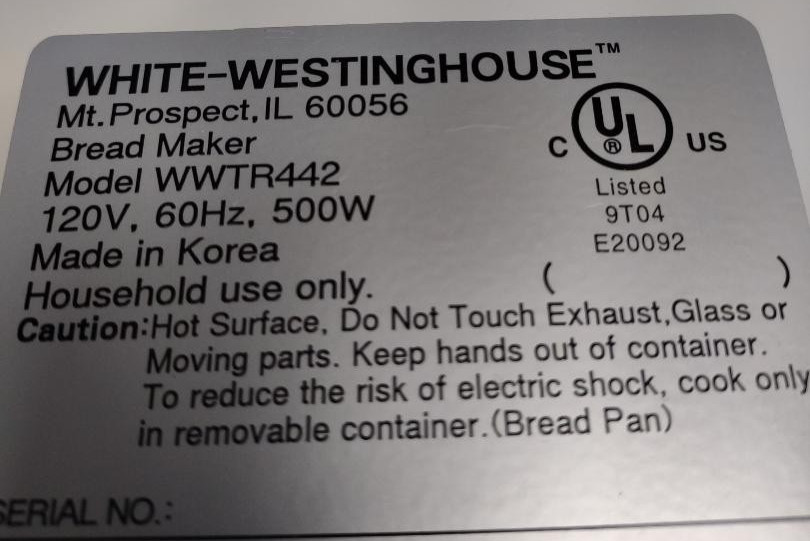 WHITE-WESTINGHOUSE™
Mt. Prospect, IL 60056
Bread Maker
Model WWTR442
120V, 60Hz, 500W
Made in Korea
Household use only.
C UL® US
Listed
9T04
E20092
( )
Caution:Hot Surface, Do Not Touch Exhaust,Glass or
Moving parts. Keep hands out of container.
To reduce the risk of electric shock, cook only
in removable container.(Bread Pan)
SERIAL NO.: